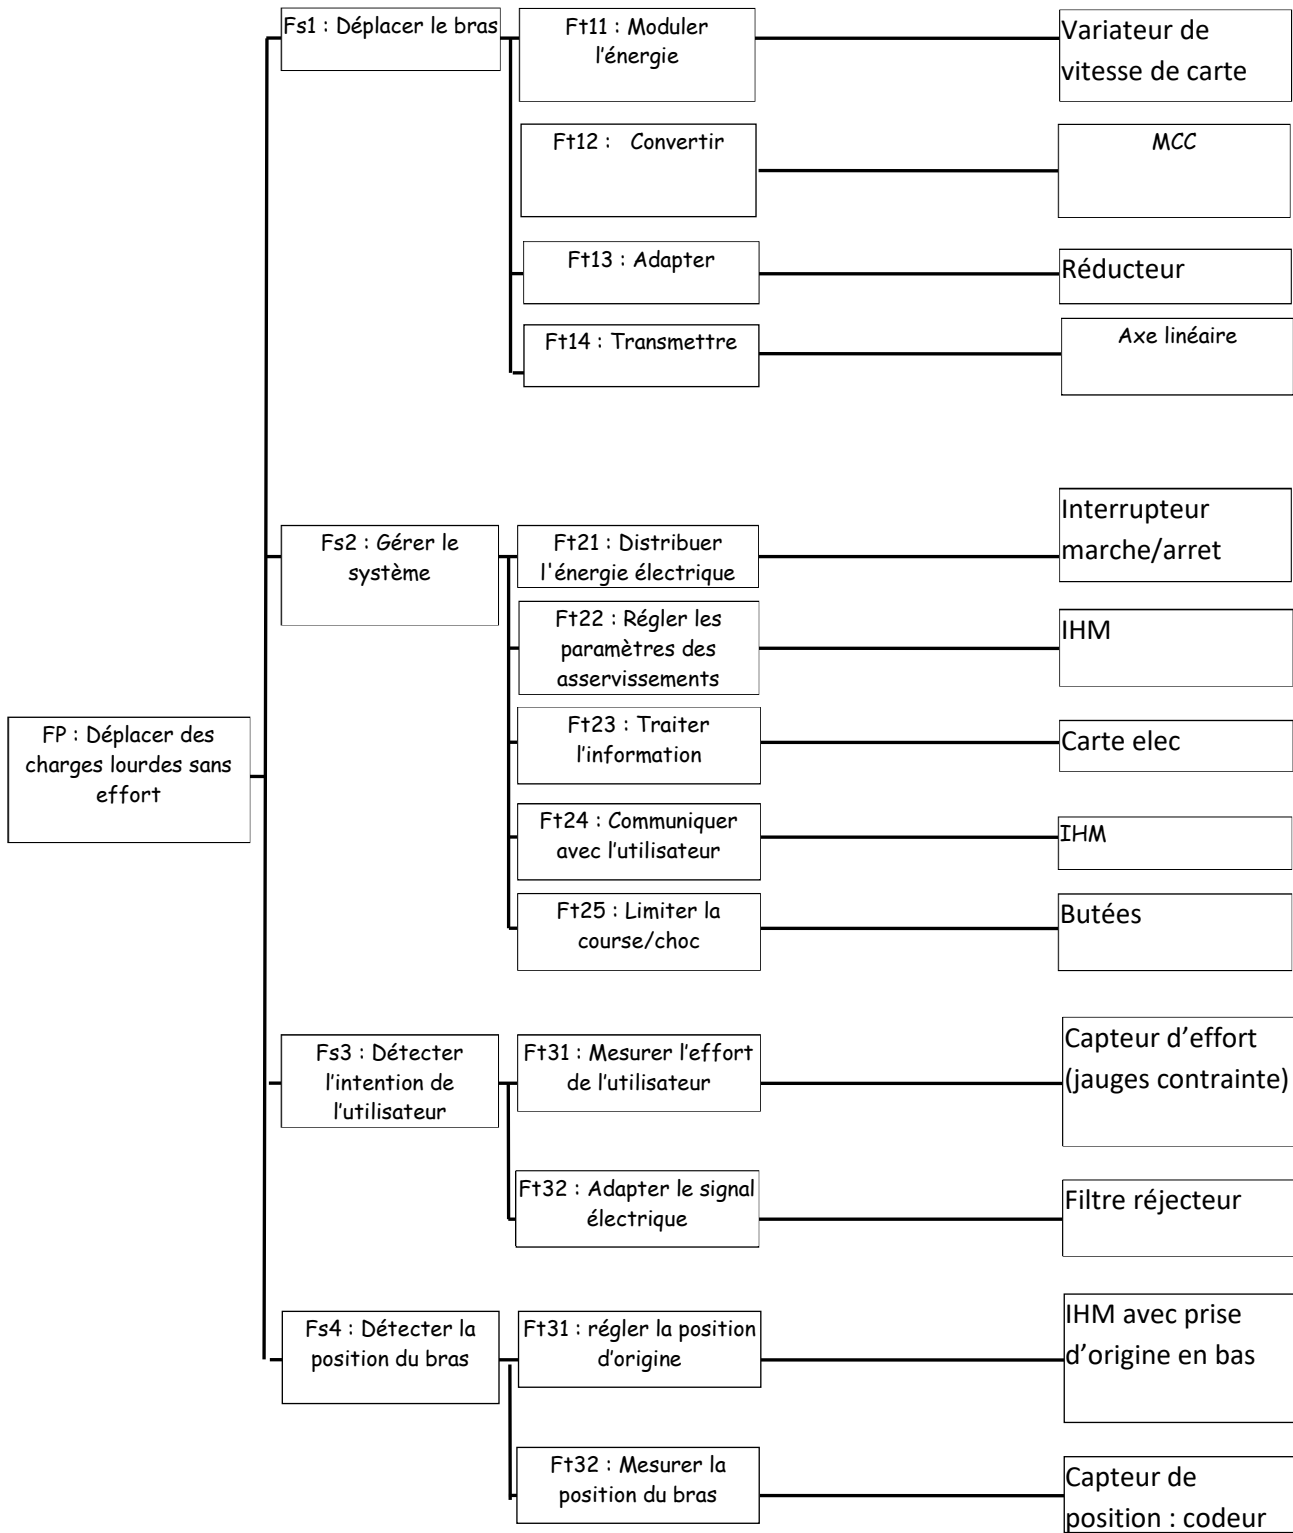 Fs1 : Déplacer le bras
Ft11 : Moduler
l'énergie
Variateur de
vitesse de carte
Ft12 : Convertir
MCC
Ft13 : Adapter
Réducteur
Ft14 : Transmettre
Axe linéaire
Fs2 : Gérer le
système
Ft21 : Distribuer
l'énergie électrique
Interrupteur
marche/arret
Ft22 : Régler les
paramètres des
asservissements
IHM
FP : Déplacer des
charges lourdes sans
effort
Ft23 : Traiter
l'information
Carte elec
Ft24 : Communiquer
avec l'utilisateur
IHM
Ft25 : Limiter la
course/choc
Butées
Fs3 : Détecter
l'intention de
l'utilisateur
Ft31 : Mesurer l'effort
de l'utilisateur
Capteur d'effort
(jauges contrainte)
Ft32 : Adapter le signal
électrique
Filtre réjecteur
Fs4 : Détecter la
position du bras
Ft31 : régler la position
d'origine
IHM avec prise
d'origine en bas
Ft32 : Mesurer la
position du bras
Capteur de
position : codeur